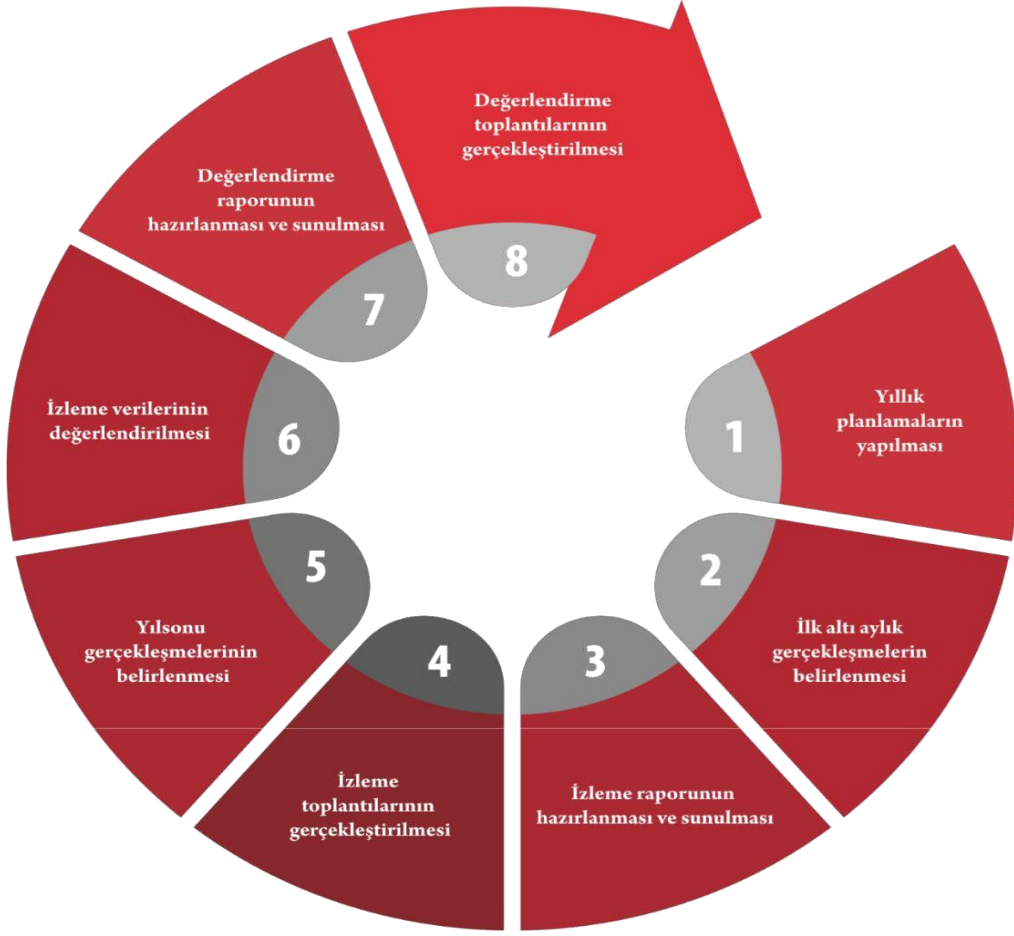 1
Yıllık
planlamaların
yapılması
2
İlk altı aylık
gerçekleşmelerin
belirlenmesi
3
İzleme raporunun
hazırlanması ve sunulması
4
İzleme
toplantılarının
gerçekleştirilmesi
5
Yılsonu
gerçekleşmelerinin
belirlenmesi
6
İzleme verilerinin
değerlendirilmesi
7
Değerlendirme
raporunun
hazırlanması ve sunulması
8
Değerlendirme
toplantılarının
gerçekleştirilmesi